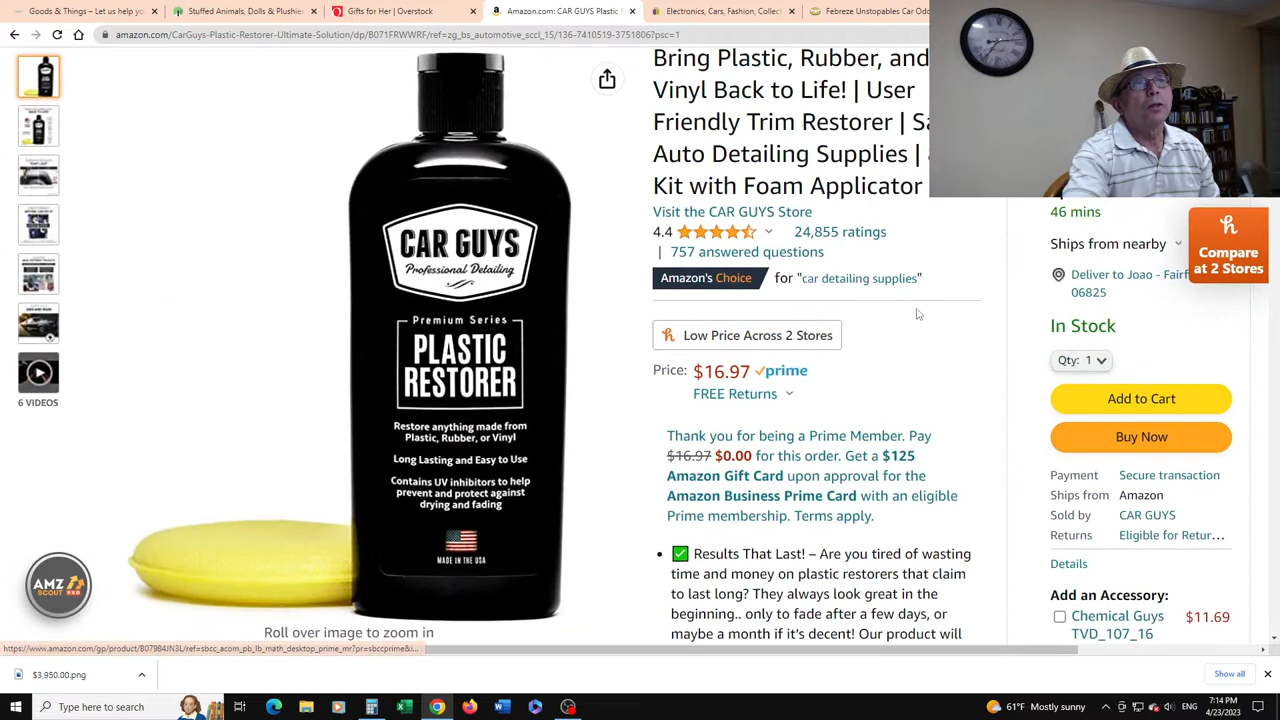 Goods & Things – Let us help yo
Stuffed Animals, Dolls & Plushies
Gifts for Her | Overstock
Amazon.com: CAR GUYS Plastic R
Electronics, Cars, Fashion, Collect
Febreze Unstopables Car Odo
amazon.com/CarGuys-Plastic-Restorer-Ultimate-Solution/dp/B071FRWWRF/ref=zg_bs_automotive_sccl_15/136-7410519-3751806?psc=1
Bring Plastic, Rubber, and
Vinyl Back to Life! | User
Friendly Trim Restorer | Sa
Auto Detailing Supplies |
Kit with Foam Applicator
Visit the CAR GUYS Store
4.4 24,855 ratings
| 757 answered questions
Amazon's Choice for "car detailing supplies"
Low Price Across 2 Stores
Price: $16.97 prime
FREE Returns
Thank you for being a Prime Member. Pay
$16.97 $0.00 for this order. Get a $125
Amazon Gift Card upon approval for the
Amazon Business Prime Card with an eligible
Prime membership. Terms apply.
Results That Last! – Are you tired of wasting
time and money on plastic restorers that claim
to last long? They always look great in the
beginning.. only to fade after a few days, or
maybe a month if it's decent! Our product will
CAR GUYS
Professional Detailing
Premium Series
PLASTIC
RESTORER
Restore anything made from
Plastic, Rubber, or Vinyl
Long Lasting and Easy to Use
Contains UV inhibitors to help
prevent and protect against
drying and fading
MADE IN THE USA
6 VIDEOS
AMZ
SCOUT PRO
Roll over image to zoom in
46 mins
Ships from nearby
Compare
at 2 Stores
Deliver to Joao - Fairf
06825
In Stock
Qty: 1
Add to Cart
Buy Now
Payment Secure transaction
Ships from Amazon
Sold by CAR GUYS
Returns Eligible for Retur…
Details
Add an Accessory:
Chemical Guys $11.69
TVD_107_16
https://www.amazon.com/gp/product/B07984JN3L/ref=sbcc_acom_pb_lb_math_desktop_prime_mr?pr=sbccprime&i...
$3,950.00.png
Show all
Type here to search
61°F Mostly sunny
ENG
7:14 PM
4/23/2023